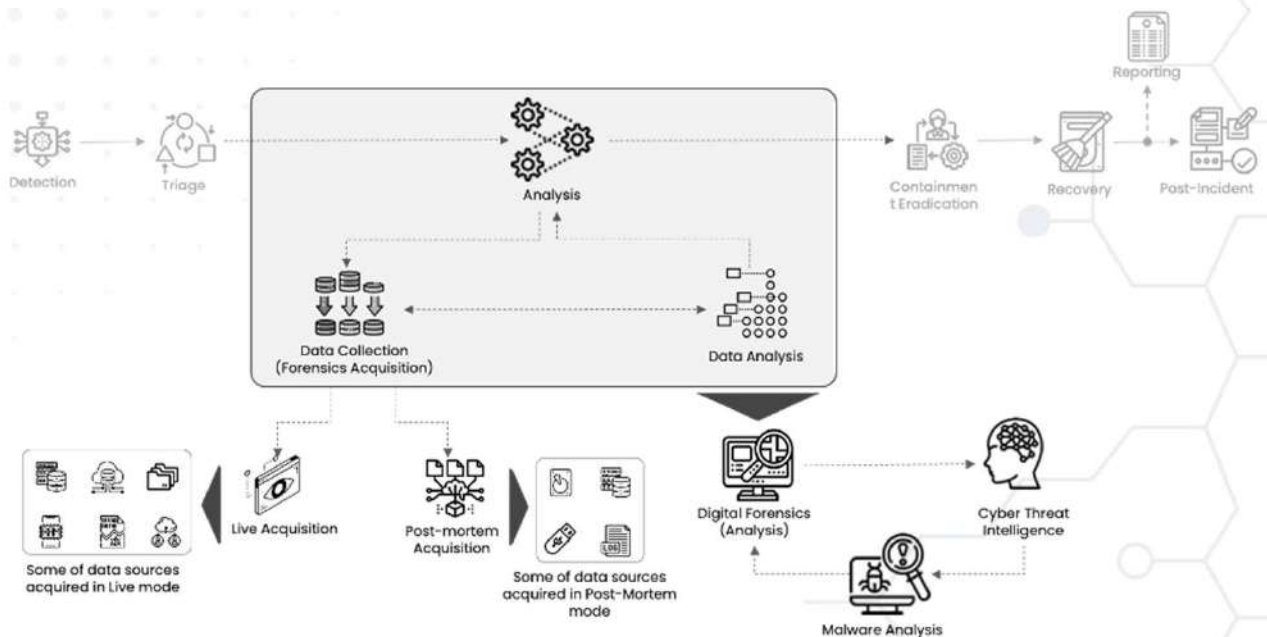 Reporting
Detection
Triage
Analysis
Containmen
t Eradication
Recovery
Post-Incident
Data Collection
(Forensics Acquisition)
Data Analysis
Live Acquisition
Post-mortem
Acquisition
LOG
Digital Forensics
(Analysis)
Cyber Threat
Intelligence
Some of data sources
acquired in Live mode
Some of data sources
acquired in Post-Mortem
mode
Malware Analysis